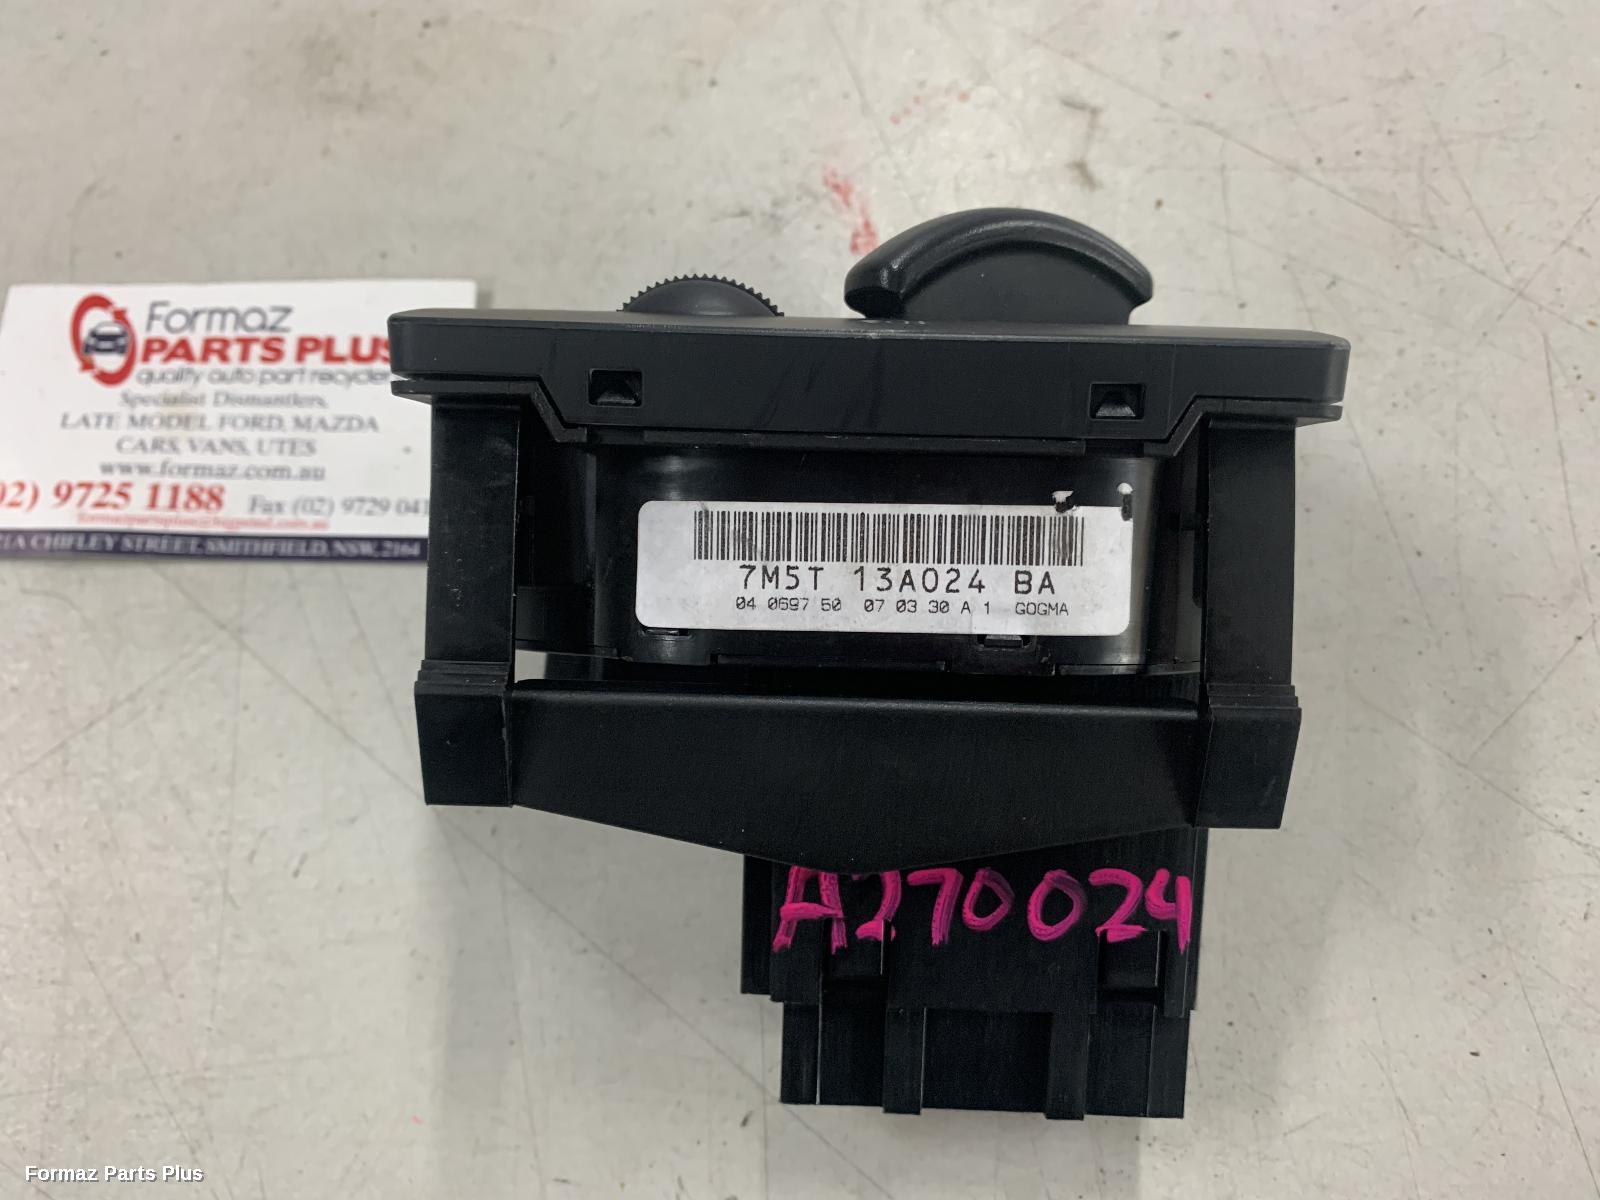 Formaz
PARTS PLUS
quality auto part recycler
Specialist Dismantlers,
LATE MODEL FORD, MAZDA
CARS, VANS, UTES
www.formaz.com.au
02) 9725 1188 Fax (02) 9729 041
1A CHIFLEY STREET, SMITHFIELD, NSW, 2164
7M5T 13A024 BA
04 0697 50 07 03 30 A 1 GOGMA
A270024
Formaz Parts Plus